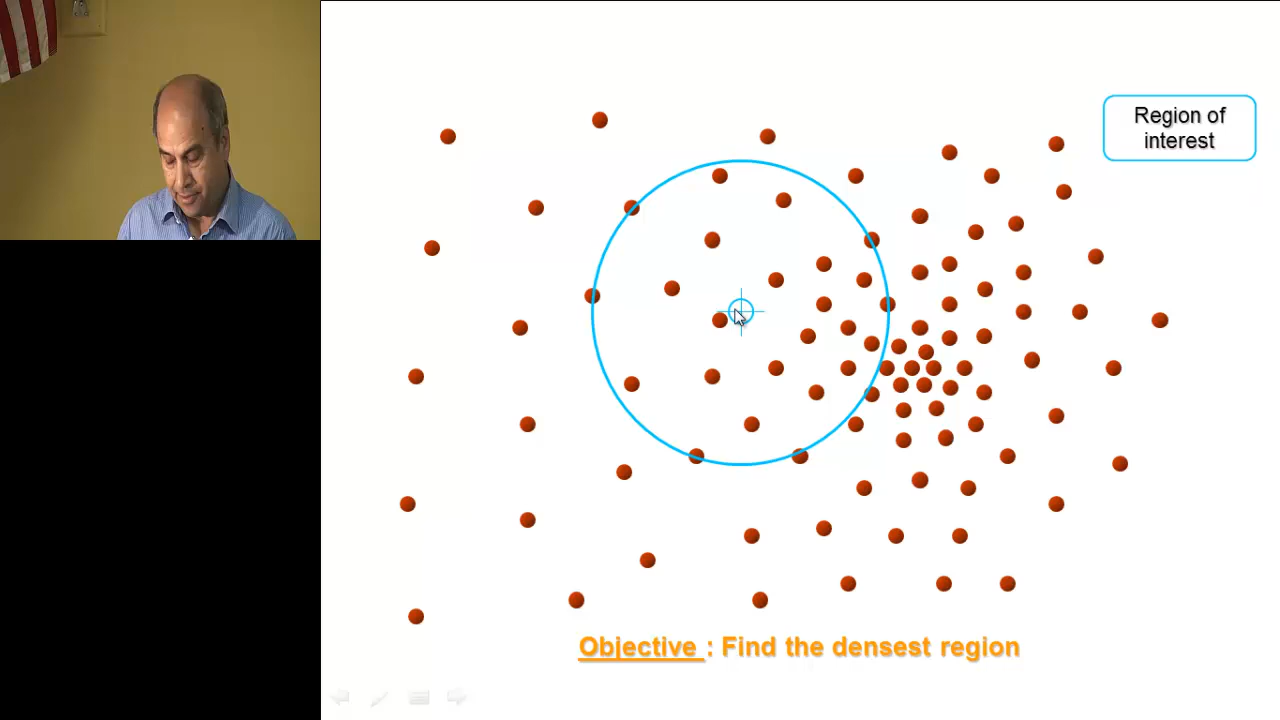 Region of
interest
Objective : Find the densest region